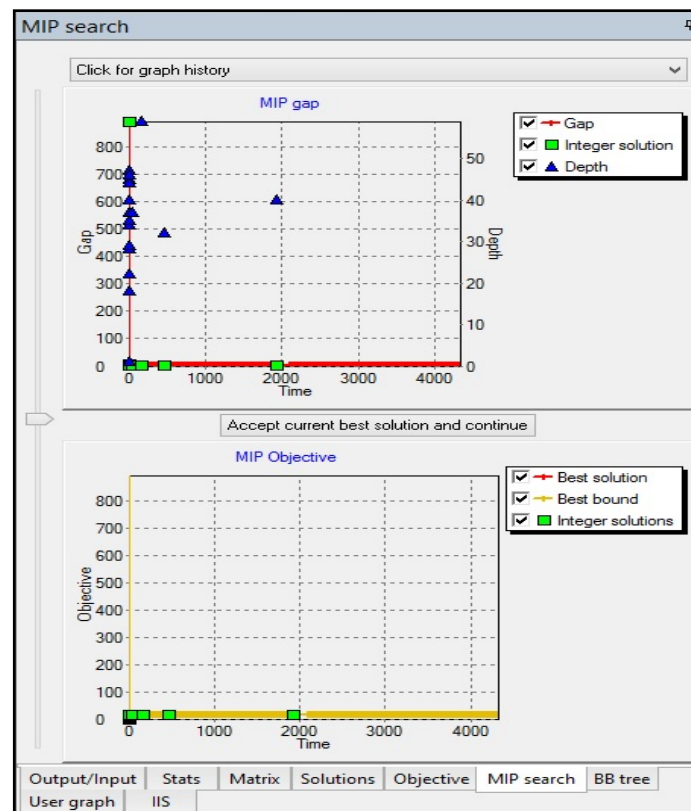 MIP search
Click for graph history
MIP gap
Gap
Integer solution
Depth
800
700
600
500
400
300
200
100
0
Gap
50
40
30
20
10
0
Depth
0 1000 2000 3000 4000
Time
Accept current best solution and continue
MIP Objective
Best solution
Best bound
Integer solutions
800
700
600
500
400
300
200
100
0
Objective
0 1000 2000 3000 4000
Time
Output/Input Stats Matrix Solutions Objective MIP search BB tree
User graph IIS